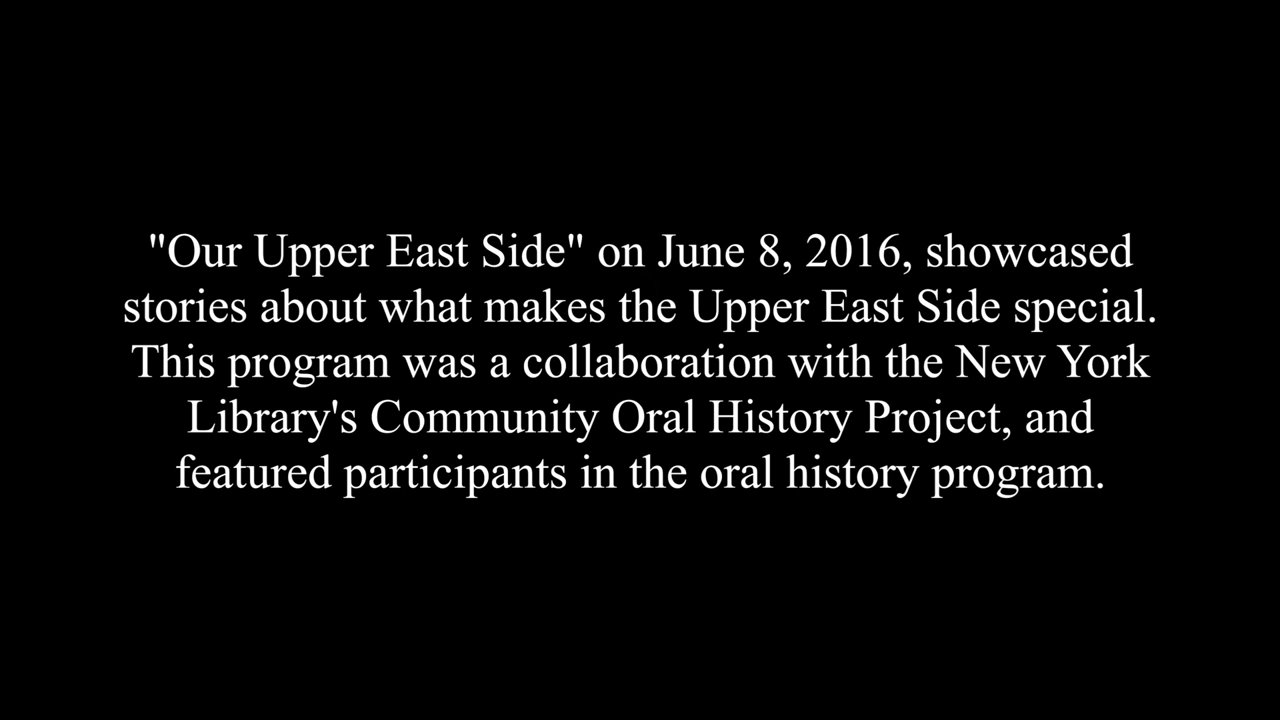 "Our Upper East Side" on June 8, 2016, showcased
stories about what makes the Upper East Side special.
This program was a collaboration with the New York
Library's Community Oral History Project, and
featured participants in the oral history program.